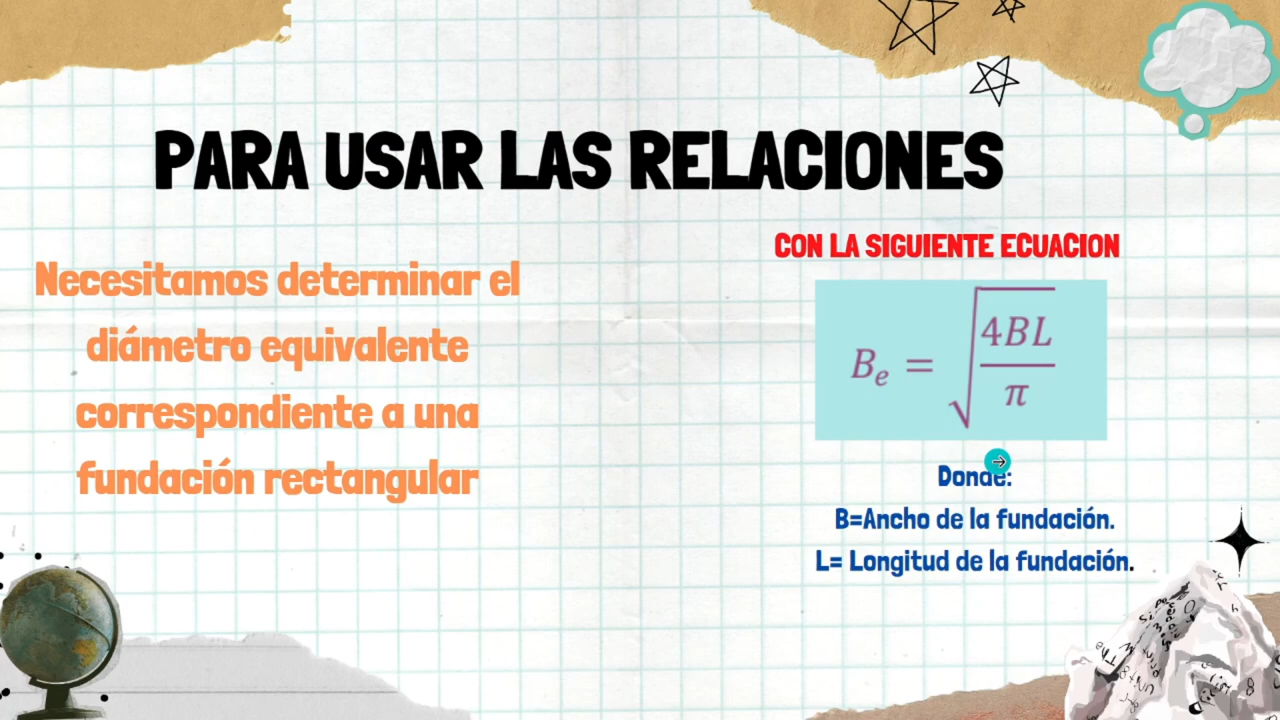 PARA USAR LAS RELACIONES
Necesitamos determinar el
diámetro equivalente
correspondiente a una
fundación rectangular
CON LA SIGUIENTE ECUACION
B_e = √(4BL/π)
Donde:
B=Ancho de la fundación.
L= Longitud de la fundación.